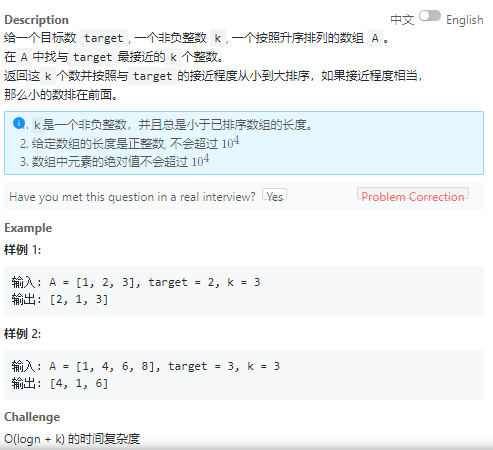 Description
中文 English
给一个目标数 target, 一个非负整数 k, 一个按照升序排列的数组 A。
在 A 中找与 target 最接近的 k 个整数。
返回这 k 个数并按照与 target 的接近程度从小到大排序，如果接近程度相当，
那么小的数排在前面。
1. k是一个非负整数，并且总是小于已排序数组的长度。
2. 给定数组的长度是正整数, 不会超过 10⁴
3. 数组中元素的绝对值不会超过 10⁴
Have you met this question in a real interview? Yes Problem Correction
Example
样例 1:
输入: A = [1, 2, 3], target = 2, k = 3
输出: [2, 1, 3]
样例 2:
输入: A = [1, 4, 6, 8], target = 3, k = 3
输出: [4, 1, 6]
Challenge
O(logn + k) 的时间复杂度